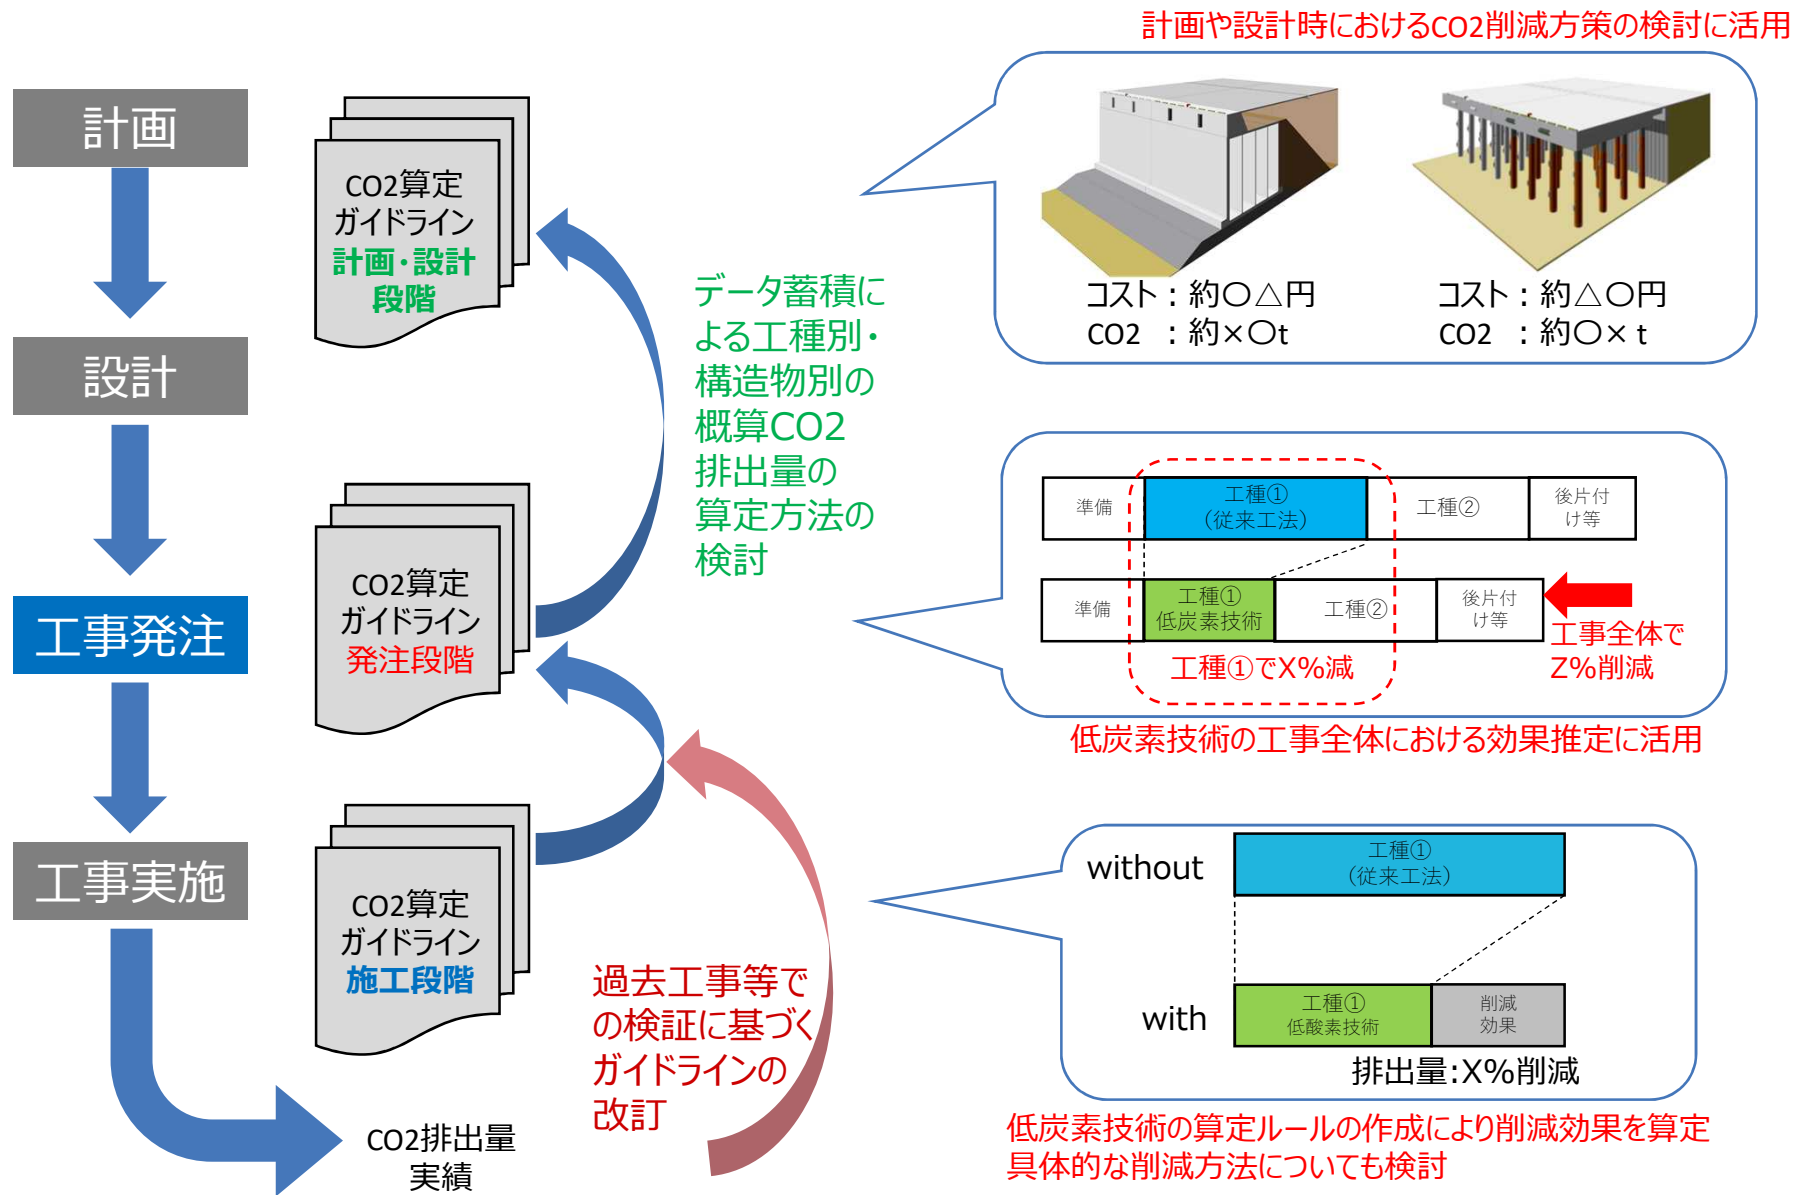 計画
設計
工事発注
工事実施
CO2排出量
実績
CO2算定
ガイドライン
計画・設計
段階
CO2算定
ガイドライン
発注段階
CO2算定
ガイドライン
施工段階
データ蓄積に
よる工種別・
構造物別の
概算CO2
排出量の
算定方法の
検討
過去工事等で
の検証に基づく
ガイドラインの
改訂
計画や設計時におけるCO2削減方策の検討に活用
コスト：約〇△円
CO2 ：約×〇t
コスト：約△〇円
CO2 ：約〇× t
準備
工種①
（従来工法）
工種②
後片付
け等
準備
工種①
低炭素技術
工種②
後片付
け等
工種①でX%減
工事全体で
Z%削減
低炭素技術の工事全体における効果推定に活用
without
工種①
（従来工法）
with
工種①
低酸素技術
削減
効果
排出量:X%削減
低炭素技術の算定ルールの作成により削減効果を算定
具体的な削減方法についても検討